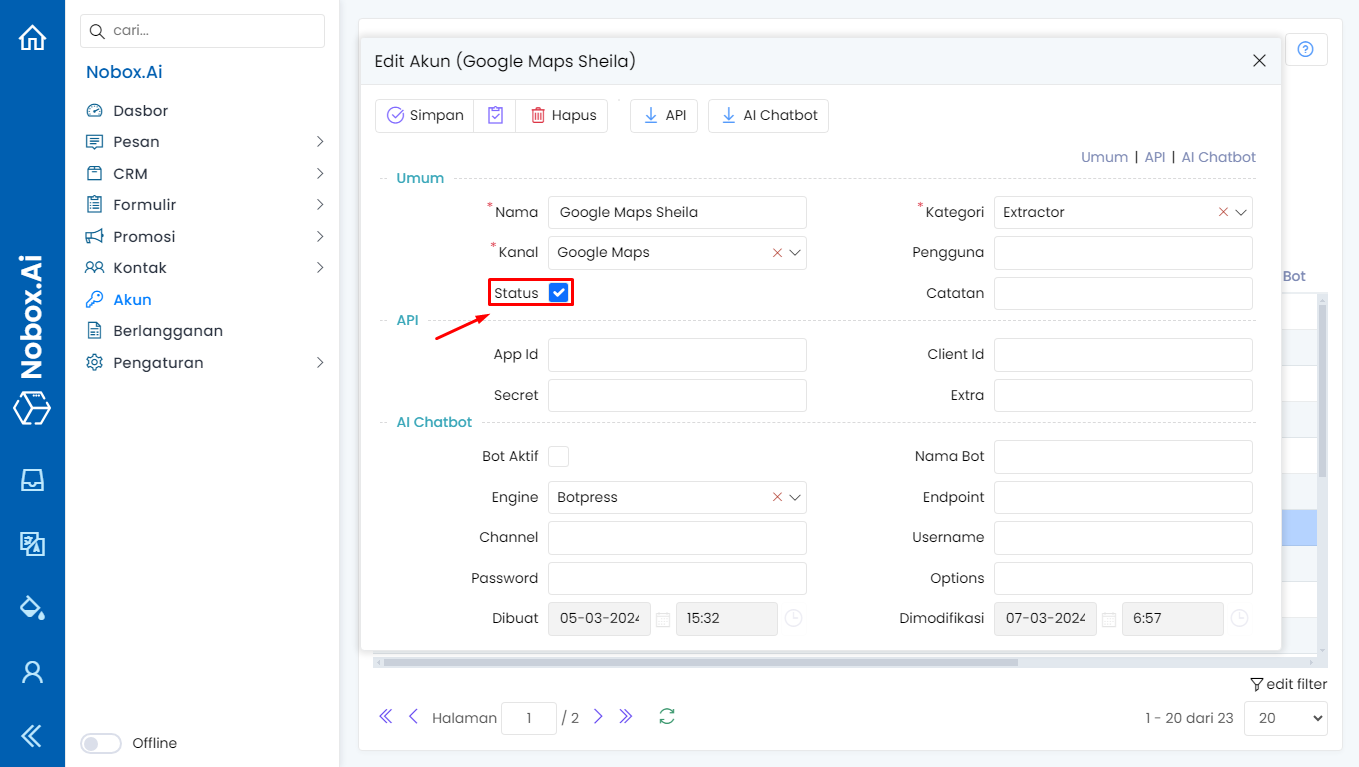 cari...
Nobox.Ai
Dasbor
Pesan
CRM
Formulir
Promosi
Kontak
Akun
Berlangganan
Pengaturan
Offline
Nobox.Ai
Edit Akun (Google Maps Sheila)
Simpan
Hapus
API
AI Chatbot
Umum | API | AI Chatbot
Umum
*Nama Google Maps Sheila
*Kategori Extractor
*Kanal Google Maps
Pengguna
Status
Catatan
API
App Id
Client Id
Secret
Extra
AI Chatbot
Bot Aktif
Nama Bot
Engine Botpress
Endpoint
Channel
Username
Password
Options
Dibuat 05-03-2024 15:32
Dimodifikasi 07-03-2024 6:57
Bot
edit filter
Halaman 1 / 2
1 - 20 dari 23 20